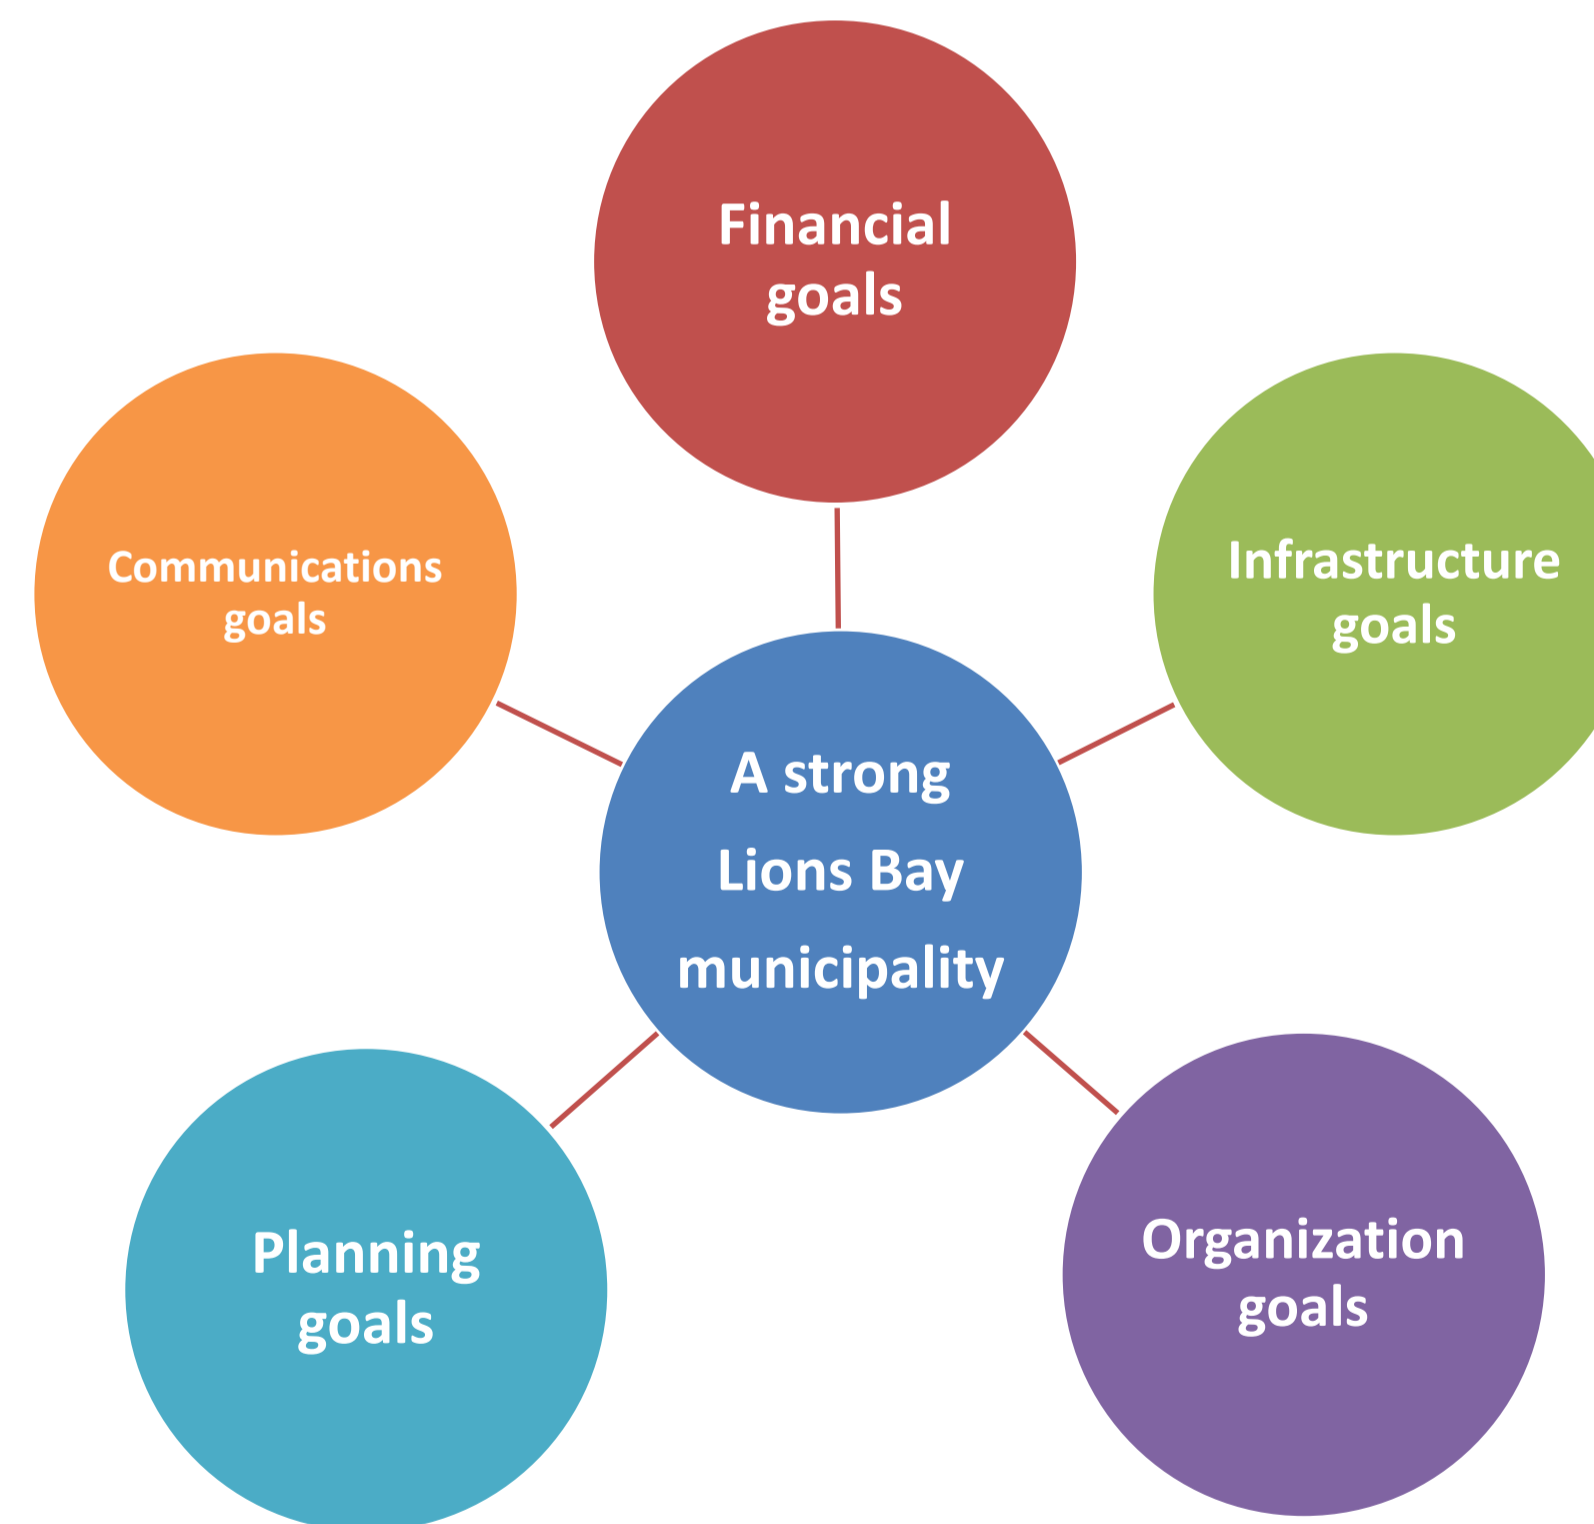 Financial
goals
Communications
goals
Infrastructure
goals
A strong
Lions Bay
municipality
Planning
goals
Organization
goals